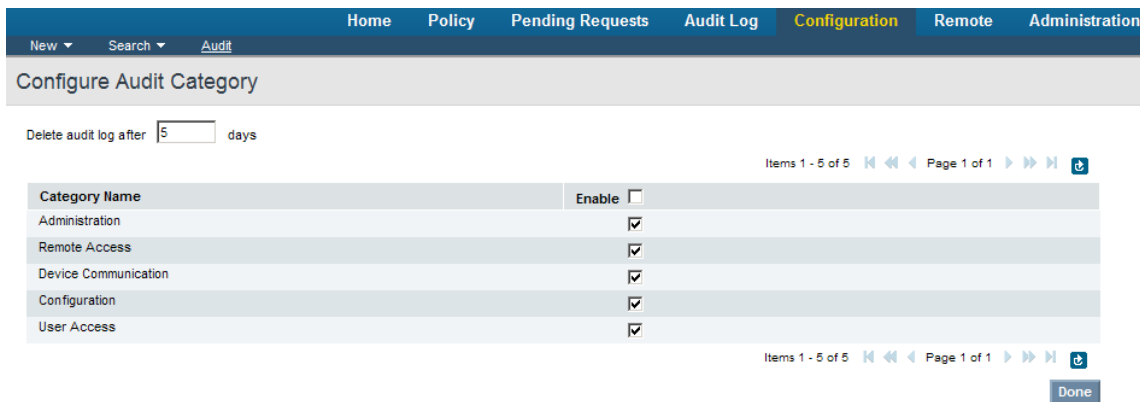 Home Policy Pending Requests Audit Log Configuration Remote Administration
New Search Audit
Configure Audit Category
Delete audit log after 5 days
Items 1 - 5 of 5 Page 1 of 1
Category Name Enable
Administration
Remote Access
Device Communication
Configuration
User Access
Items 1 - 5 of 5 Page 1 of 1
Done